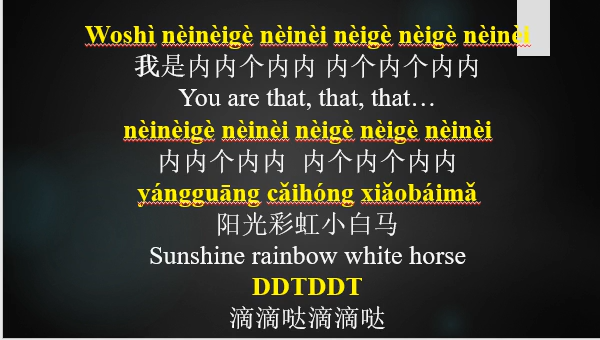 Woshì nèinèigè nèinèi nèigè nèigè nèinèi
我是内内个内内 内个内个内内
You are that, that, that…
nèinèigè nèinèi nèigè nèigè nèinèi
内内个内内 内个内个内内
yángguāng cǎihóng xiǎobáimǎ
阳光彩虹小白马
Sunshine rainbow white horse
DDTDDT
滴滴哒滴滴哒